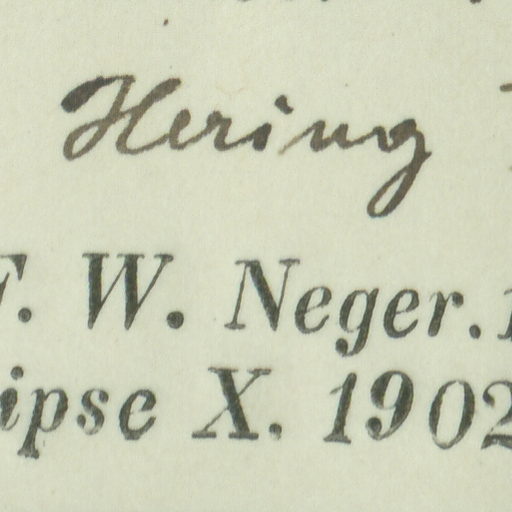 Hering
F. W. Neger.
ipse X. 1902